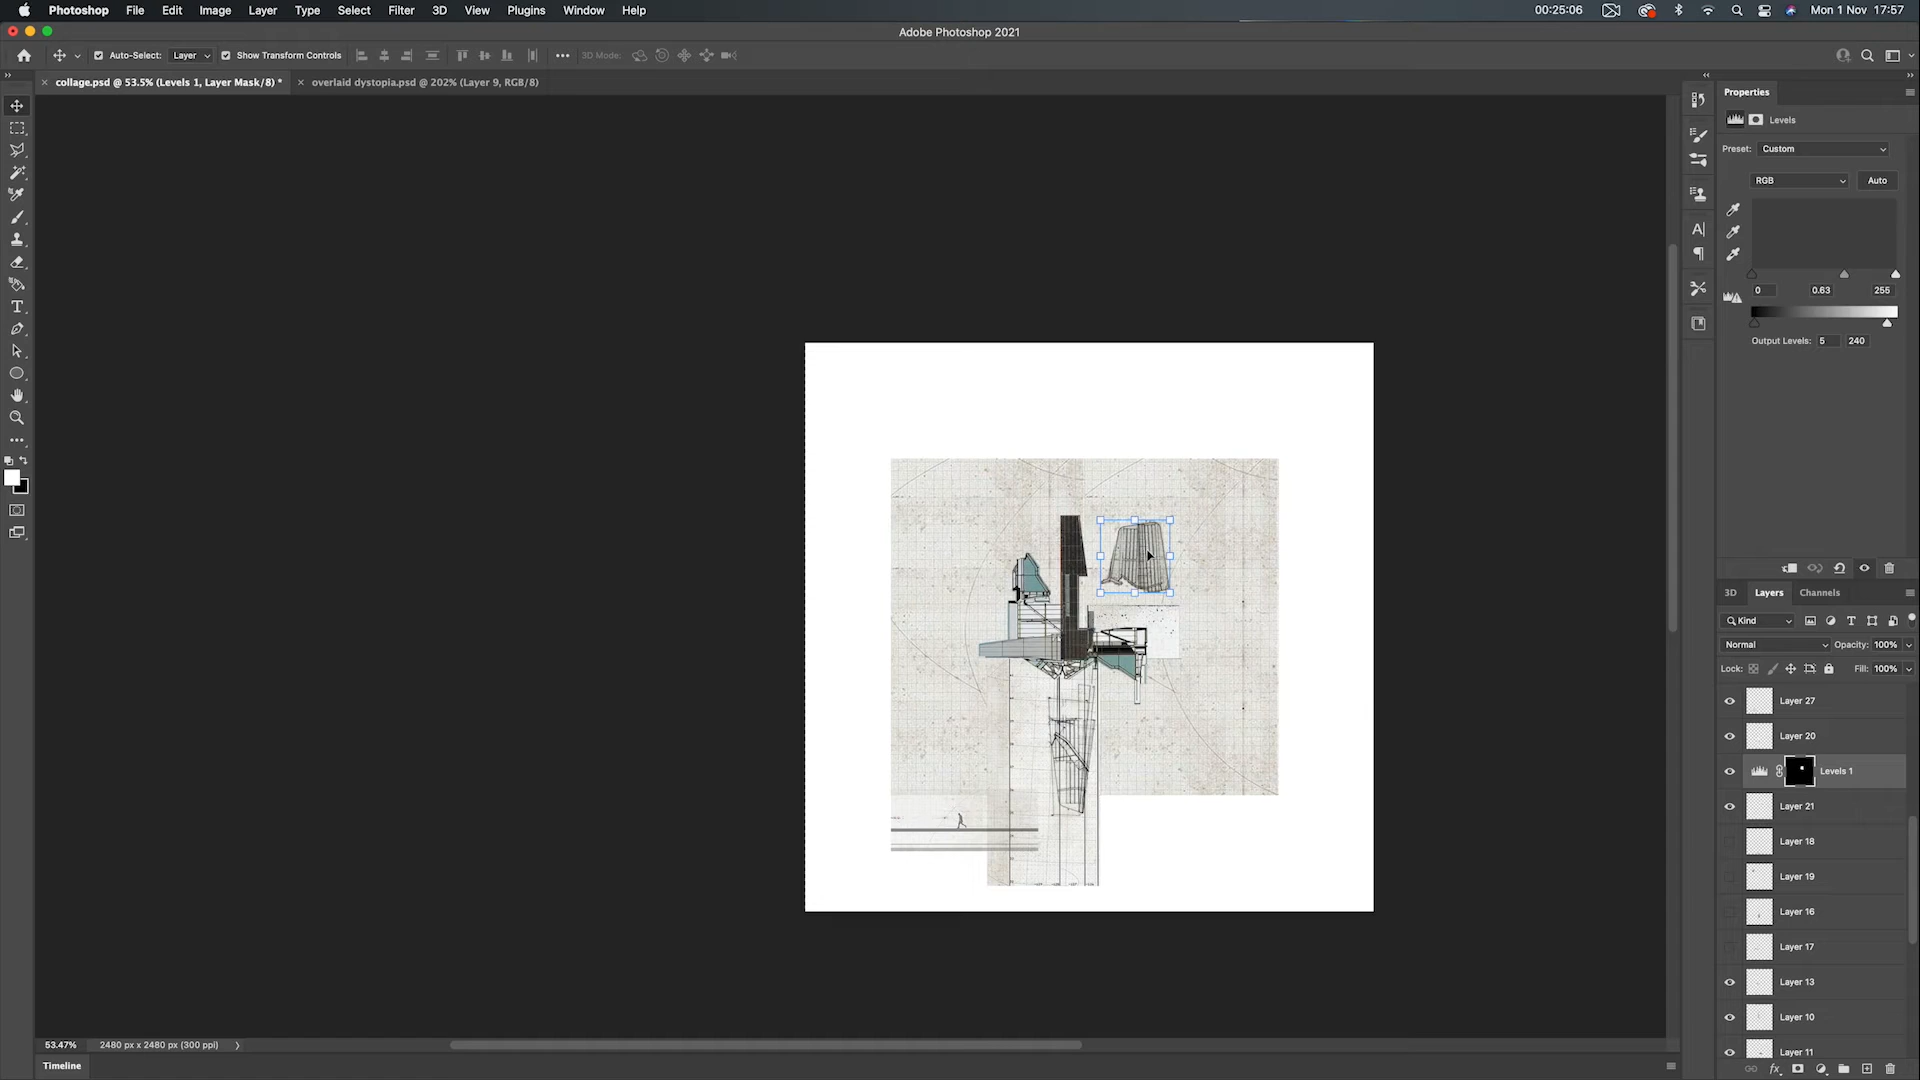 Photoshop File Edit Image Layer Type Select Filter 3D View Plugins Window Help 00:25:06 Mon 1 Nov 17:57
Adobe Photoshop 2021
Auto-Select: Layer Show Transform Controls 3D Mode:
collage.psd @ 53.5% (Levels 1, Layer Mask/8) * overlaid dystopia.psd @ 202% (Layer 9, RGB/8)
Properties
Levels
Preset: Custom
RGB Auto
0 0.63 255
Output Levels: 5 240
3D Layers Channels
Kind
Normal Opacity: 100%
Lock: Fill: 100%
Layer 27
Layer 20
Levels 1
Layer 21
Layer 18
Layer 19
Layer 16
Layer 17
Layer 13
Layer 10
Layer 11
53.47% 2480 px x 2480 px (300 ppi)
Timeline